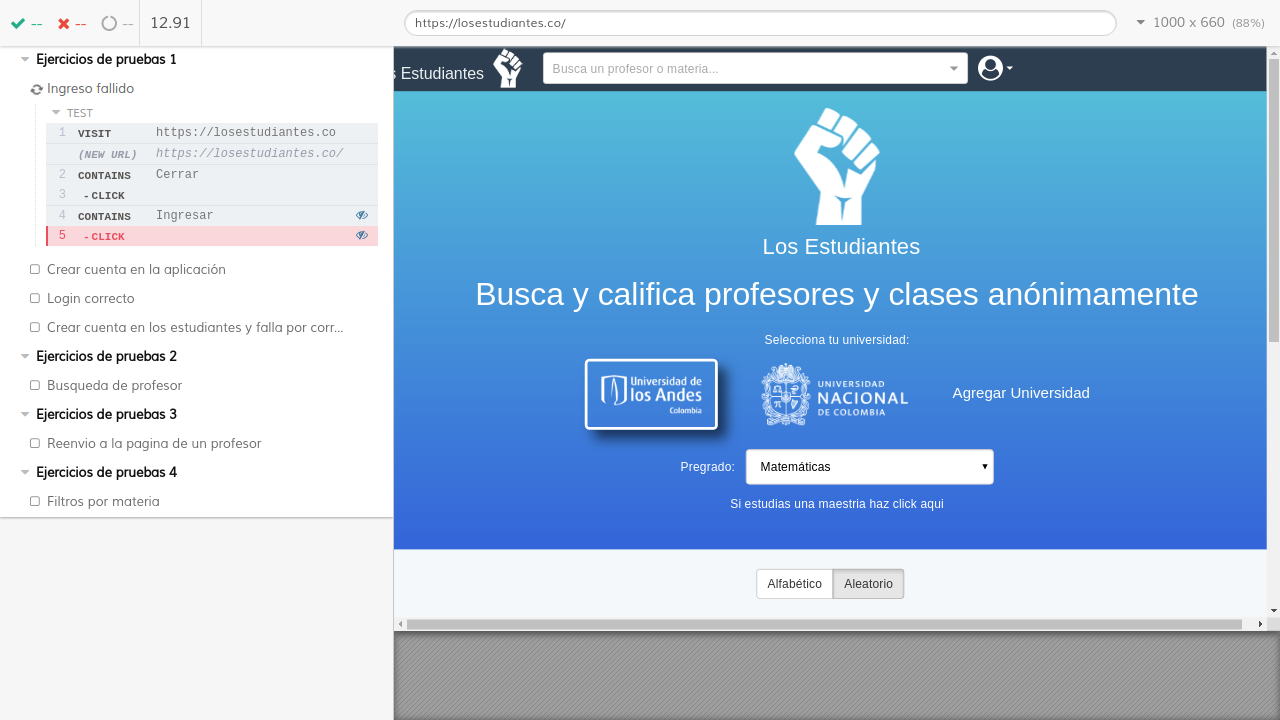 -- -- -- 12.91 https://losestudiantes.co/ 1000 x 660 (88%)
Ejercicios de pruebas 1
Ingreso fallido
TEST
1 VISIT https://losestudiantes.co
(NEW URL) https://losestudiantes.co/
2 CONTAINS Cerrar
3 - CLICK
4 CONTAINS Ingresar
5 - CLICK
Crear cuenta en la aplicación
Login correcto
Crear cuenta en los estudiantes y falla por corr...
Ejercicios de pruebas 2
Busqueda de profesor
Ejercicios de pruebas 3
Reenvio a la pagina de un profesor
Ejercicios de pruebas 4
Filtros por materia
s Estudiantes
Busca un profesor o materia...
Los Estudiantes
Busca y califica profesores y clases anónimamente
Selecciona tu universidad:
Universidad de
los Andes
Colombia
UNIVERSIDAD
NACIONAL
DE COLOMBIA
Agregar Universidad
Pregrado: Matemáticas
Si estudias una maestria haz click aqui
Alfabético Aleatorio